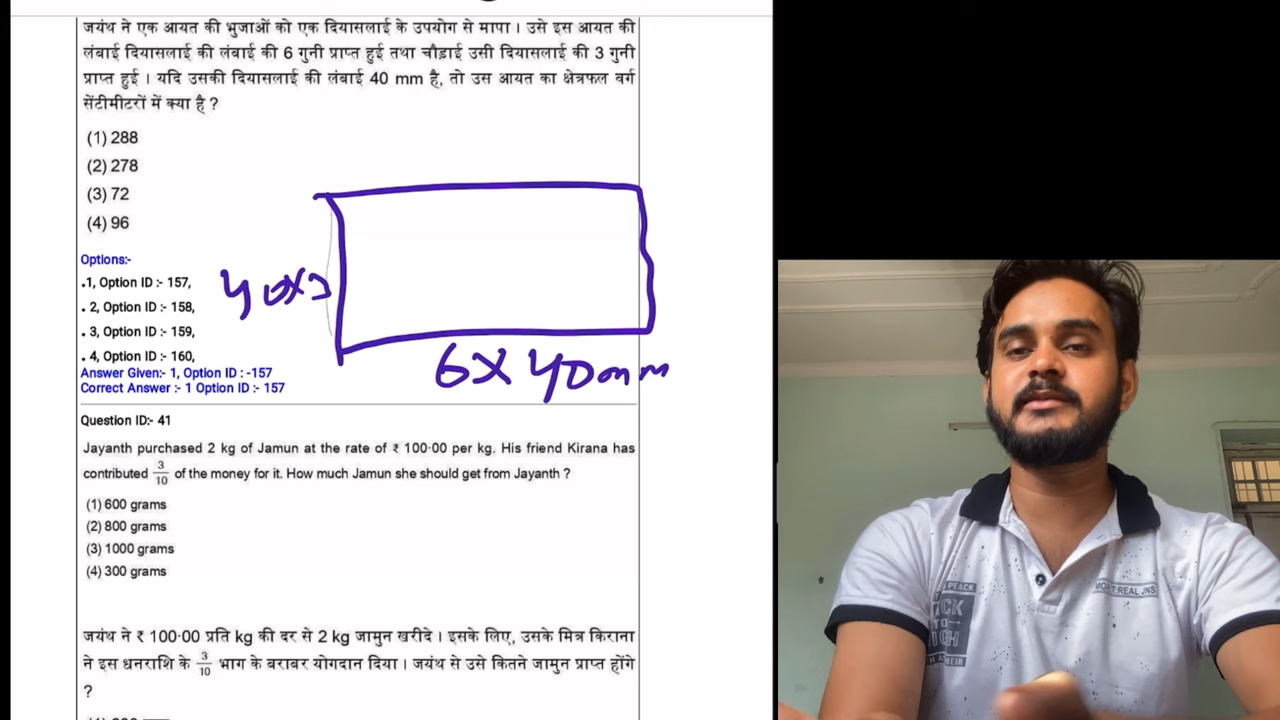 जयंथ ने एक आयत की भुजाओं को एक दियासलाई के उपयोग से मापा । उसे इस आयत की
लंबाई दियासलाई की लंबाई की 6 गुनी प्राप्त हुई तथा चौड़ाई उसी दियासलाई की 3 गुनी
प्राप्त हुई । यदि उसकी दियासलाई की लंबाई 40 mm है, तो उस आयत का क्षेत्रफल वर्ग
सेंटीमीटरों में क्या है ?
(1) 288
(2) 278
(3) 72
(4) 96
Options:-
.1, Option ID :- 157,
. 2, Option ID :- 158,
. 3, Option ID :- 159,
. 4, Option ID :- 160,
Answer Given:- 1, Option ID : -157
Correct Answer :- 1 Option ID :- 157
40x3
6x40mm
Question ID:- 41
Jayanth purchased 2 kg of Jamun at the rate of ₹ 100·00 per kg. His friend Kirana has
contributed 3/10 of the money for it. How much Jamun she should get from Jayanth ?
(1) 600 grams
(2) 800 grams
(3) 1000 grams
(4) 300 grams
जयंथ ने ₹ 100·00 प्रति kg की दर से 2 kg जामुन खरीदे । इसके लिए, उसके मित्र किराना
ने इस धनराशि के 3/10 भाग के बराबर योगदान दिया । जयंथ से उसे कितने जामुन प्राप्त होंगे
?